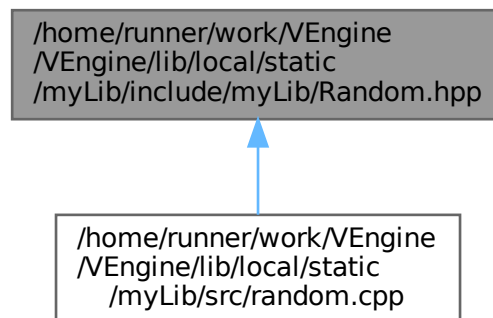 /home/runner/work/VEngine
/VEngine/lib/local/static
/myLib/include/myLib/Random.hpp
/home/runner/work/VEngine
/VEngine/lib/local/static
/myLib/src/random.cpp